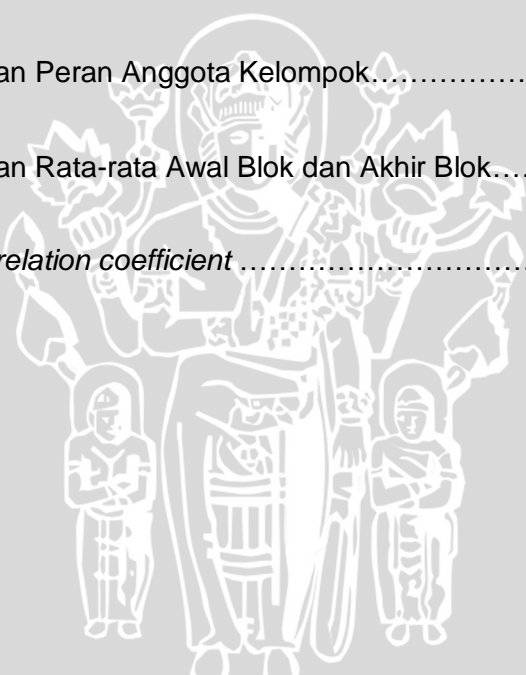 an Peran Anggota Kelompok………………
an Rata-rata Awal Blok dan Akhir Blok……
relation coefficient ……………………………